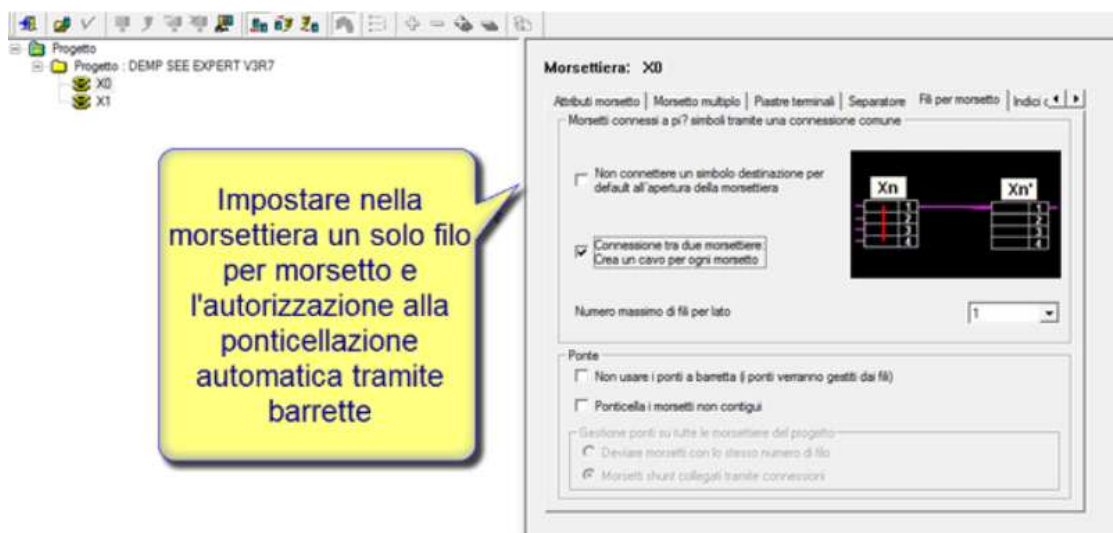 Progetto
Progetto : DEMP SEE EXPERT V3R7
X0
X1
Impostare nella
morsettiera un solo filo
per morsetto e
l'autorizzazione alla
ponticellazione
automatica tramite
barrette
Morsettiera: X0
Attributi morsetto | Morsetto multiplo | Piastre terminali | Separatore | Fili per morsetto | Indici
Morsetti connessi a pi? simboli tramite una connessione comune
Non connettere un simbolo destinazione per
default all'apertura della morsettiera
Connessione tra due morsettiere:
Crea un cavo per ogni morsetto
Xn Xn'
1 1
2 2
3 3
4 4
Numero massimo di fili per lato 1
Ponte
Non usare i ponti a barretta (i ponti verranno gestiti dai fili)
Ponticella i morsetti non contigui
Gestione ponti su tutte le morsettiere del progetto
Deviare morsetti con lo stesso numero di filo
Morsetti shunt collegati tramite connessioni